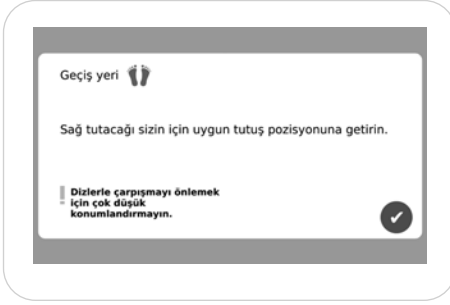 Geçiş yeri
Sağ tutacağı sizin için uygun tutuş pozisyonuna getirin.
Dizlerle çarpışmayı önlemek
için çok düşük
konumlandırmayın.